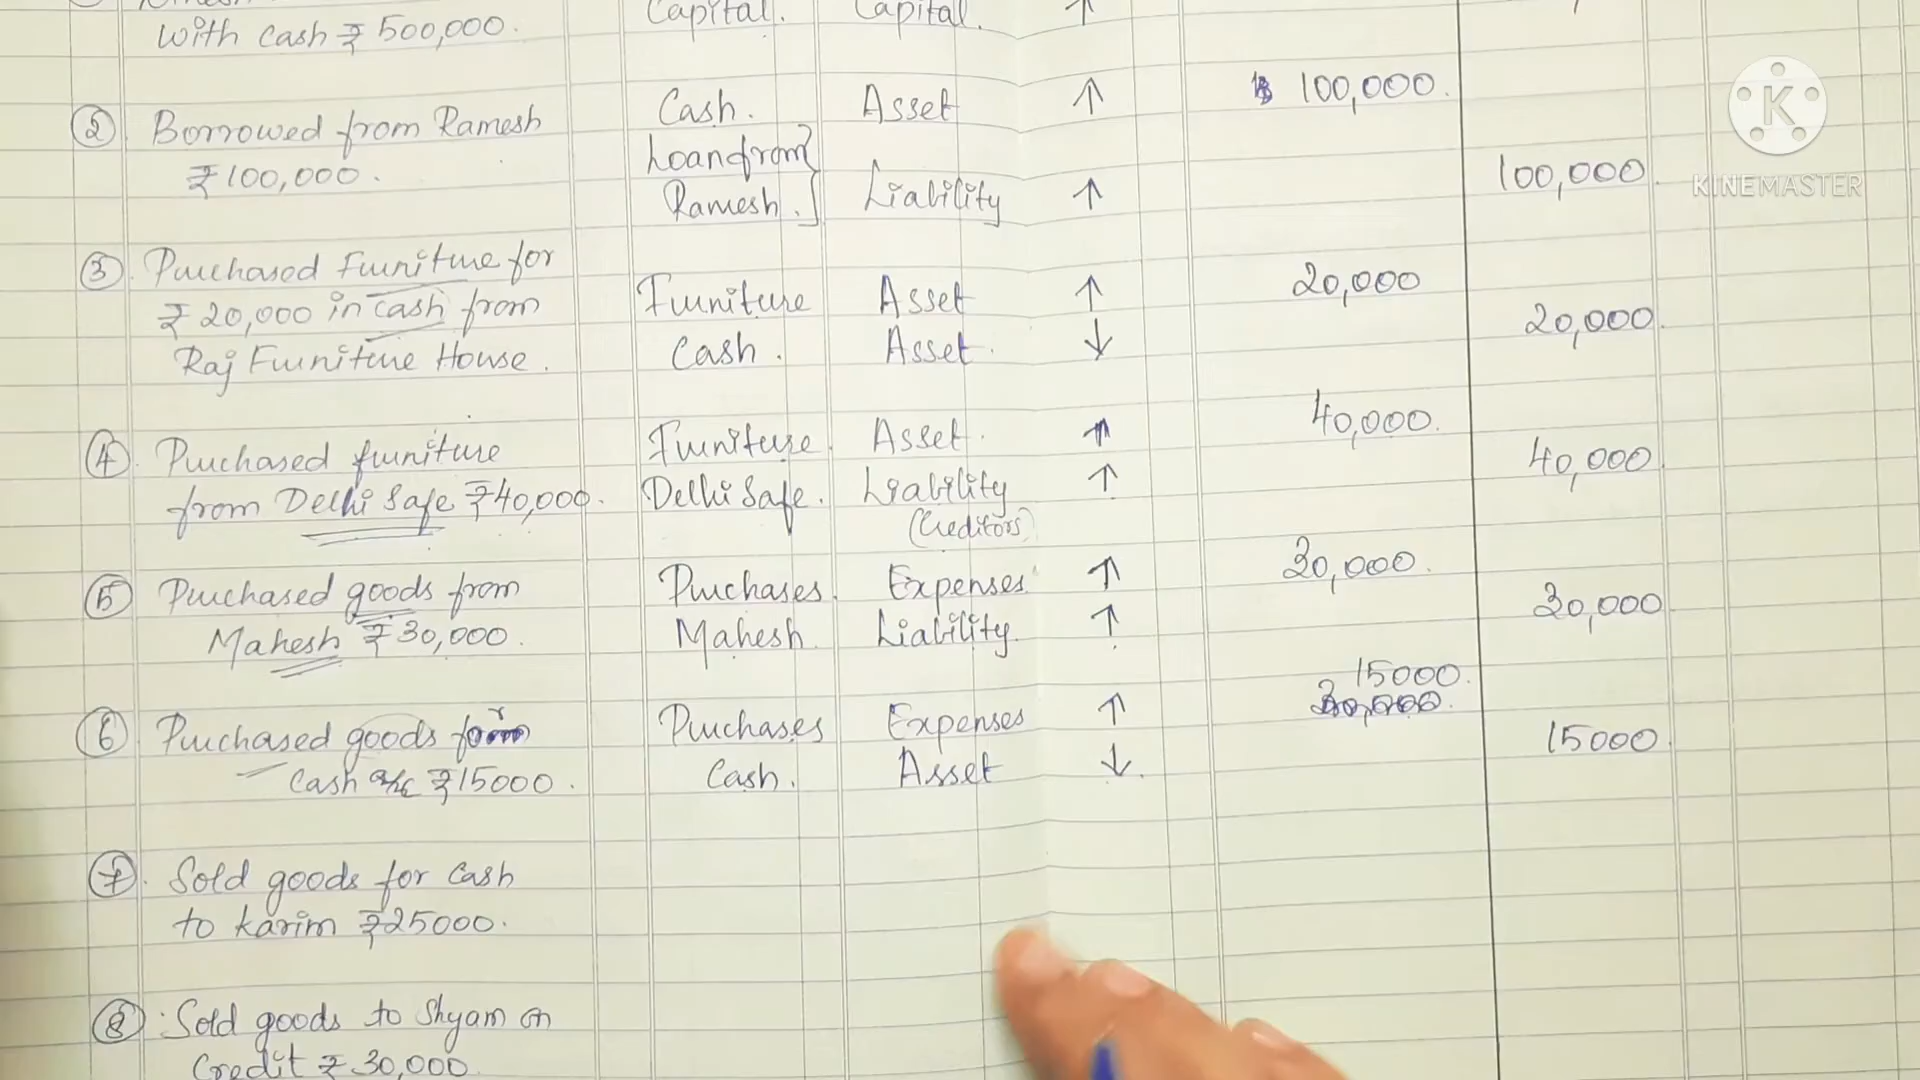 with cash ₹ 500,000.
Capital. Capital. ↑
② Borrowed from Ramesh
₹100,000.
Cash. Asset ↑ 100,000.
Loan from}
Ramesh.] Liability ↑ 100,000.
③ Purchased Furniture for
₹ 20,000 in cash from
Raj Furniture House.
Furniture Asset ↑ 20,000
Cash. Asset. ↓ 20,000.
④. Purchased furniture
from Delhi Safe ₹40,000.
Furniture. Asset. ↑ 40,000.
Delhi Safe. Liability ↑ 40,000
(Creditors)
⑤ Purchased goods from
Mahesh ₹30,000.
Purchases. Expenses ↑ 30,000.
Mahesh. Liability. ↑ 30,000
⑥ Purchased goods for
Cash ₹15000.
15000.
Purchases Expenses ↑ 30,000.
Cash. Asset ↓. 15000.
⑦. Sold goods for cash
to Karim ₹25000.
⑧. Sold goods to Shyam on
Credit ₹ 30,000.
K
KINEMASTER